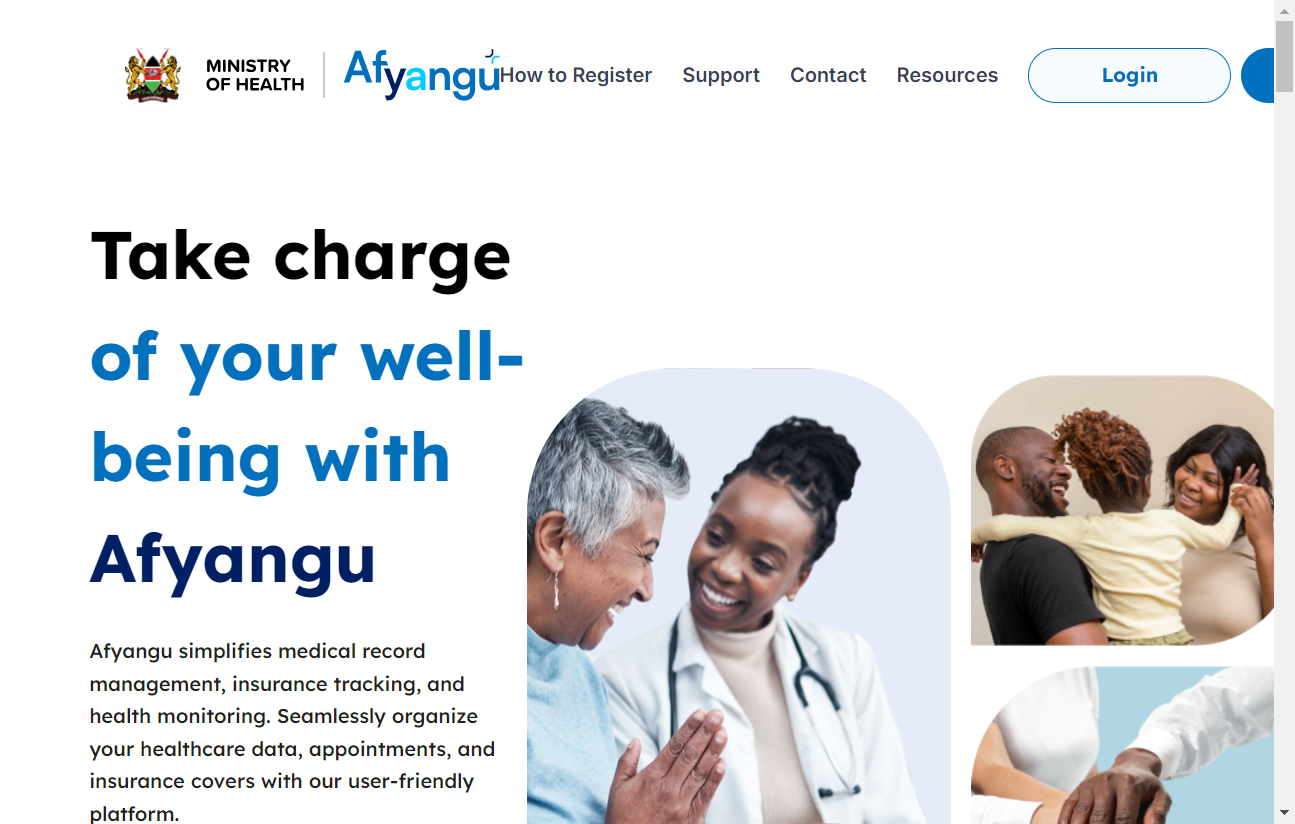 MINISTRY
OF HEALTH
Afyangu
How to Register
Support
Contact
Resources
Login
Take charge
of your well-
being with
Afyangu
Afyangu simplifies medical record
management, insurance tracking, and
health monitoring. Seamlessly organize
your healthcare data, appointments, and
insurance covers with our user-friendly
platform.